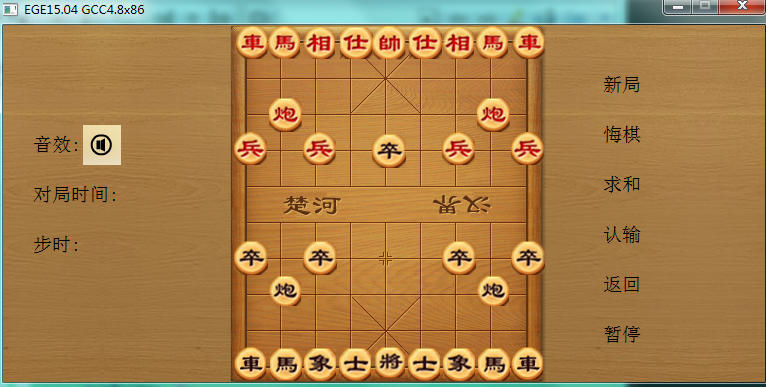 EGE15.04 GCC4.8x86
車馬相仕帥仕相馬車
新局
炮炮
悔棋
音效:
兵兵卒兵兵
求和
对局时间:
楚河 汉界
认输
步时:
卒卒卒卒
返回
炮炮
暂停
車馬象士將士象馬車